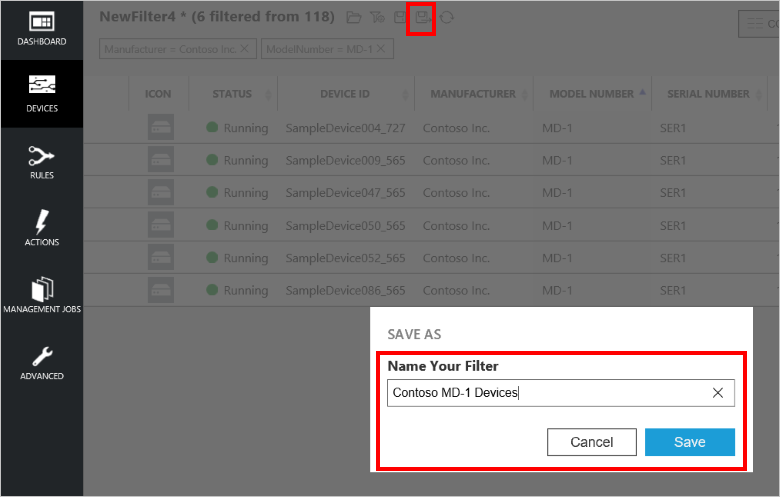 DASHBOARD
DEVICES
RULES
ACTIONS
MANAGEMENT JOBS
ADVANCED
NewFilter4 * (6 filtered from 118)
Manufacturer = Contoso Inc. ✕ ModelNumber = MD-1 ✕
ICON STATUS DEVICE ID MANUFACTURER MODEL NUMBER SERIAL NUMBER
Running SampleDevice004_727 Contoso Inc. MD-1 SER1
Running SampleDevice009_565 Contoso Inc. MD-1 SER1
Running SampleDevice047_565 Contoso Inc. MD-1 SER1
Running SampleDevice050_565 Contoso Inc. MD-1 SER1
Running SampleDevice052_565 Contoso Inc. MD-1 SER1
Running SampleDevice086_565 Contoso Inc. MD-1 SER1
SAVE AS
Name Your Filter
Contoso MD-1 Devices
Cancel Save